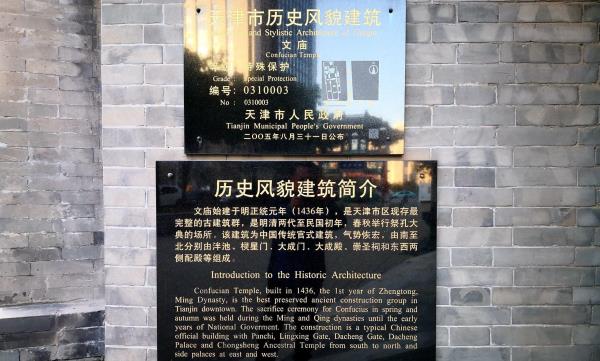 天津市历史风貌建筑
and Stylistic Architecture of
文庙
Confucian Temple
特殊保护
Grade: Special Protection
编号：0310003
No : 0310003
天津市人民政府
Tianjin Municipal People's Government
二〇〇五年八月三十一日公布
历史风貌建筑简介
文庙始建于明正统元年（1436年），是天津市区现存最
完整的古建筑群，是明清两代至民国初年，春秋举行祭孔大
典的场所。该建筑为中国传统官式建筑，气势恢宏，由南至
北分别由泮池、棂星门、大成门、大成殿、崇圣祠和东西两
侧配殿等组成。
Introduction to the Historic Architecture
Confucian Temple, built in 1436, the 1st year of Zhengtong,
Ming Dynasty, is the best preserved ancient construction group in
Tianjin downtown. The sacrifice ceremony for Confucius in spring and
autumn was held during the Ming and Qing dynasties until the early
years of National Goverment. The construction is a typical Chinese
official building with Panchi, Lingxing Gate, Dacheng Gate, Dacheng
Palace and Chongsheng Ancestral Temple from south to north and
side palaces at east and west.